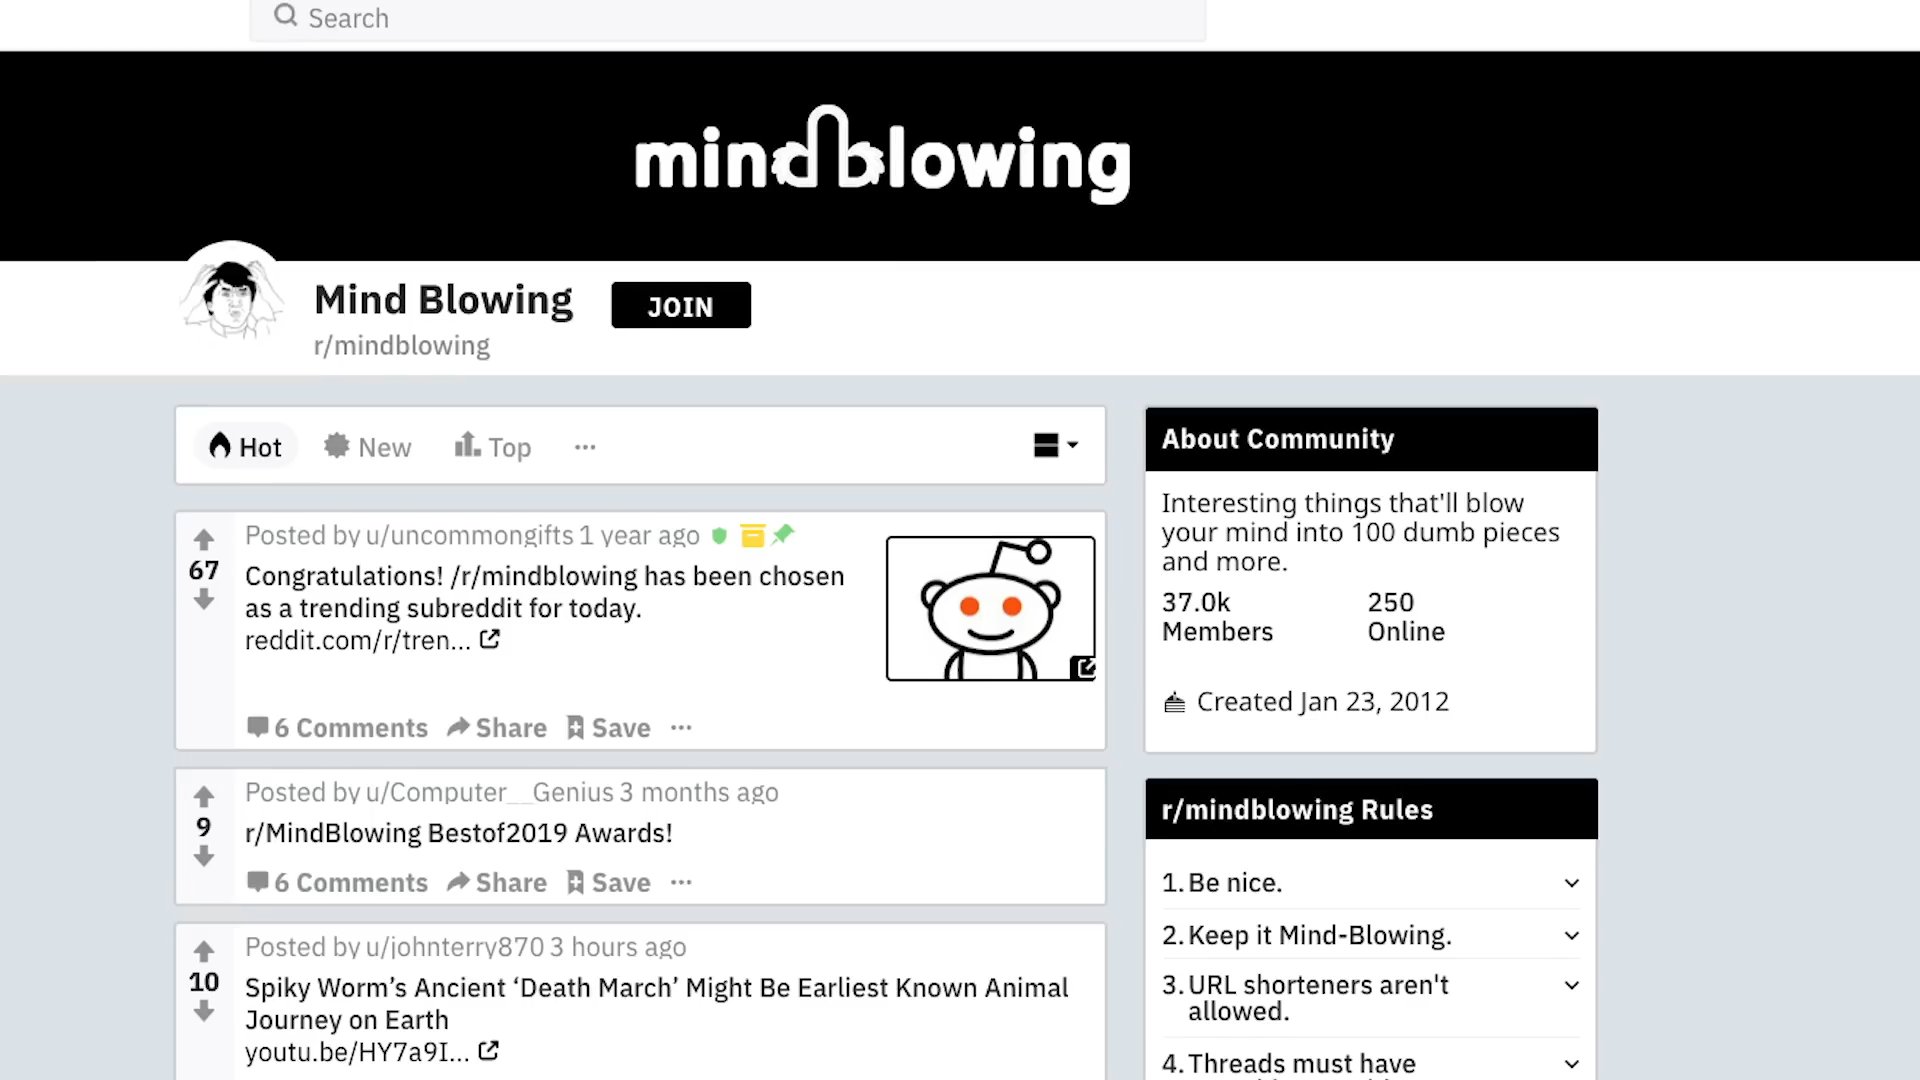 Search
mindblowing
Mind Blowing
JOIN
r/mindblowing
Hot
New
Top
Posted by u/uncommongifts 1 year ago
67
Congratulations! /r/mindblowing has been chosen
as a trending subreddit for today.
reddit.com/r/tren...
6 Comments
Share
Save
Posted by u/Computer__Genius 3 months ago
9
r/MindBlowing Bestof2019 Awards!
6 Comments
Share
Save
Posted by u/johnterry870 3 hours ago
10
Spiky Worm’s Ancient ‘Death March’ Might Be Earliest Known Animal
Journey on Earth
youtu.be/HY7a9I...
About Community
Interesting things that'll blow
your mind into 100 dumb pieces
and more.
37.0k
Members
250
Online
Created Jan 23, 2012
r/mindblowing Rules
1. Be nice.
2. Keep it Mind-Blowing.
3. URL shorteners aren't
allowed.
4. Threads must have